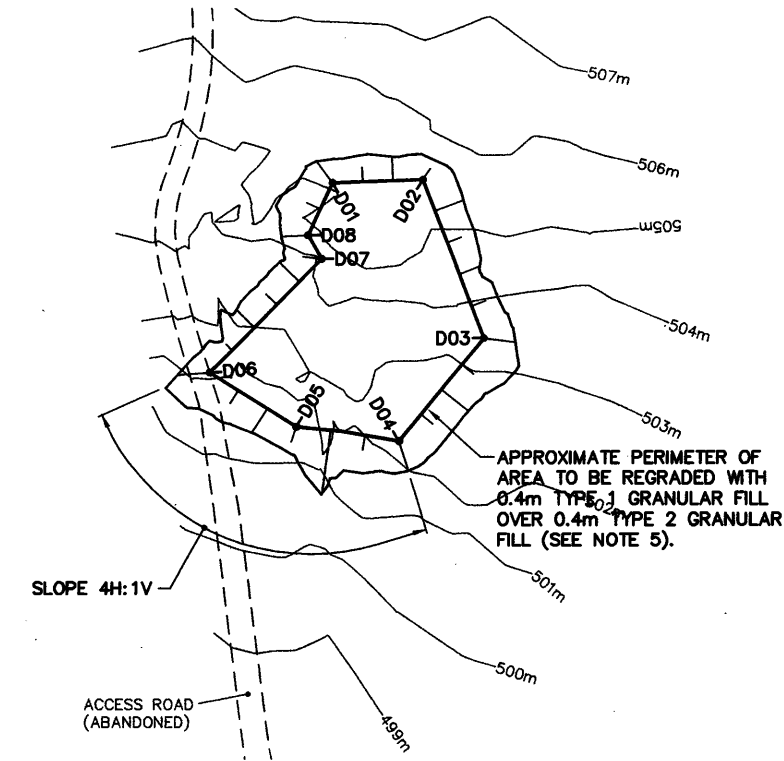 507m
506m
505m
504m
503m
502m
501m
500m
499m
D01
D02
D08
D07
D03
D06
D05
D04
APPROXIMATE PERIMETER OF
AREA TO BE REGRADED WITH
0.4m TYPE 1 GRANULAR FILL
OVER 0.4m TYPE 2 GRANULAR
FILL (SEE NOTE 5).
SLOPE 4H:1V
ACCESS ROAD
(ABANDONED)